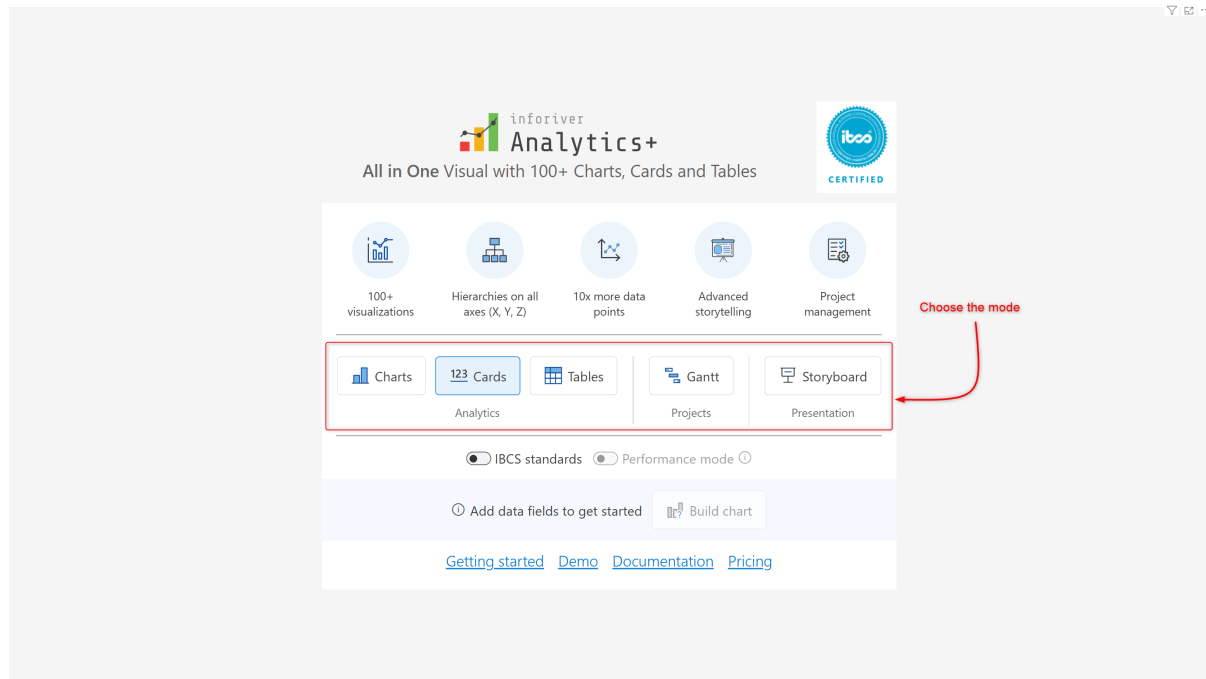 inforiver
Analytics+
All in One Visual with 100+ Charts, Cards and Tables
ibcs
CERTIFIED
100+
visualizations
Hierarchies on all
axes (X, Y, Z)
10x more data
points
Advanced
storytelling
Project
management
Choose the mode
Charts
123 Cards
Tables
Gantt
Storyboard
Analytics
Projects
Presentation
IBCS standards
Performance mode
Add data fields to get started
Build chart
Getting started Demo Documentation Pricing